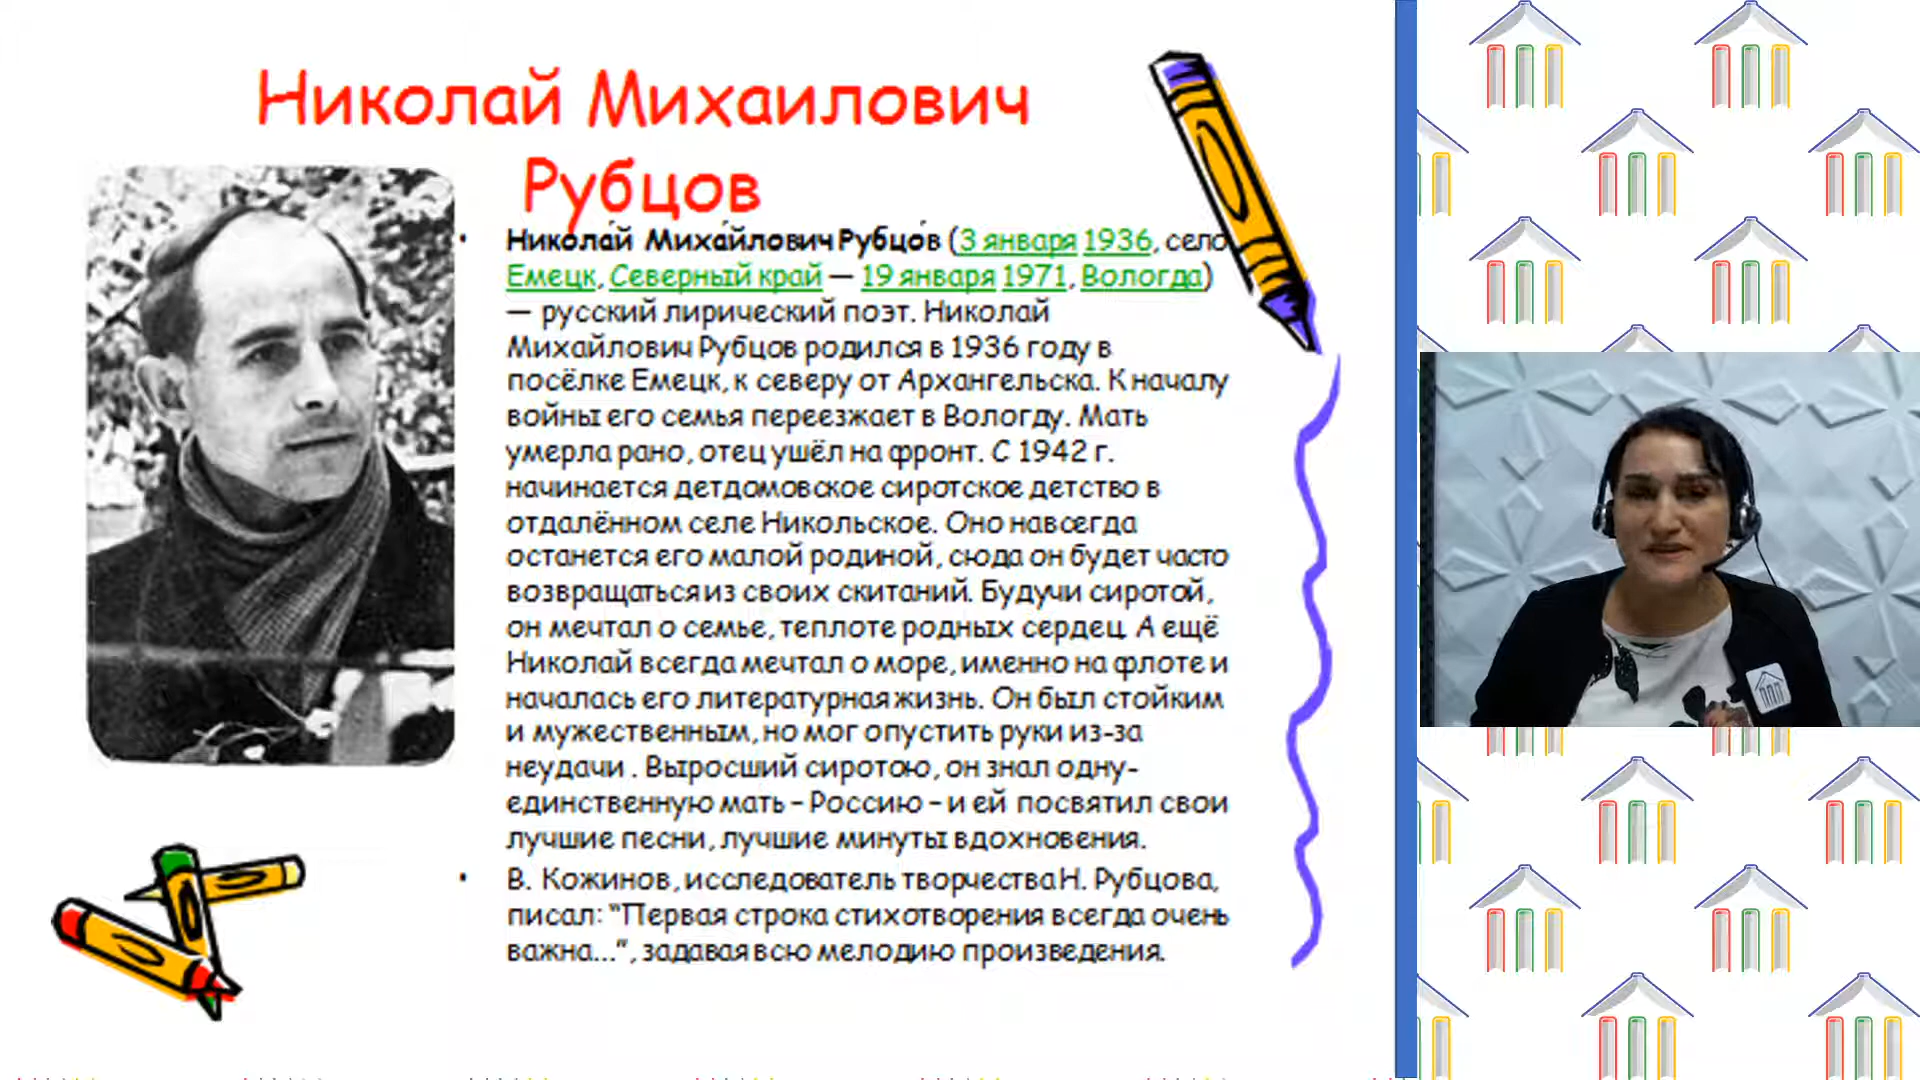 Николай Михаилович
Рубцов
• Никола́й Миха́йлович Рубцо́в (3 января 1936, село
Емецк, Северный край — 19 января 1971, Вологда)
— русский лирический поэт. Николай
Михайлович Рубцов родился в 1936 году в
посёлке Емецк, к северу от Архангельска. К началу
войны его семья переезжает в Вологду. Мать
умерла рано, отец ушёл на фронт. С 1942 г.
начинается детдомовское сиротское детство в
отдалённом селе Никольское. Оно навсегда
останется его малой родиной, сюда он будет часто
возвращаться из своих скитаний. Будучи сиротой,
он мечтал о семье, теплоте родных сердец. А ещё
Николай всегда мечтал о море, именно на флоте и
началась его литературная жизнь. Он был стойким
и мужественным, но мог опустить руки из-за
неудачи . Выросший сиротою, он знал одну-
единственную мать – Россию – и ей посвятил свои
лучшие песни, лучшие минуты вдохновения.
• В. Кожинов, исследователь творчества Н. Рубцова,
писал: "Первая строка стихотворения всегда очень
важна...", задавая всю мелодию произведения.